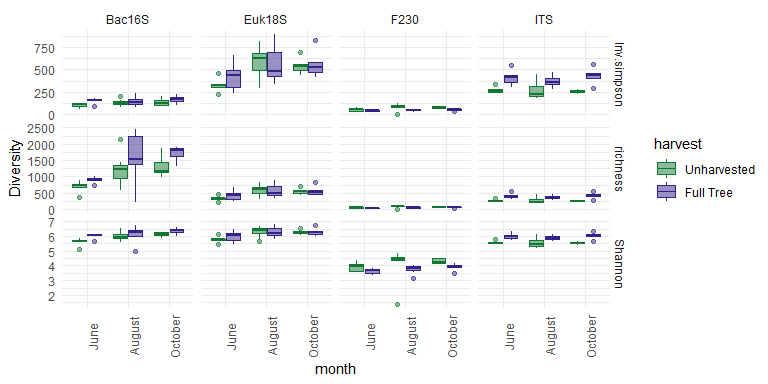 Bac16S Euk18S F230 ITS
750
500
250
0
Inv.simpson
2500
2000
1500
1000
500
0
richness
7
6
5
4
3
2
Shannon
Diversity
June August October June August October June August October June August October
month
harvest
Unharvested
Full Tree